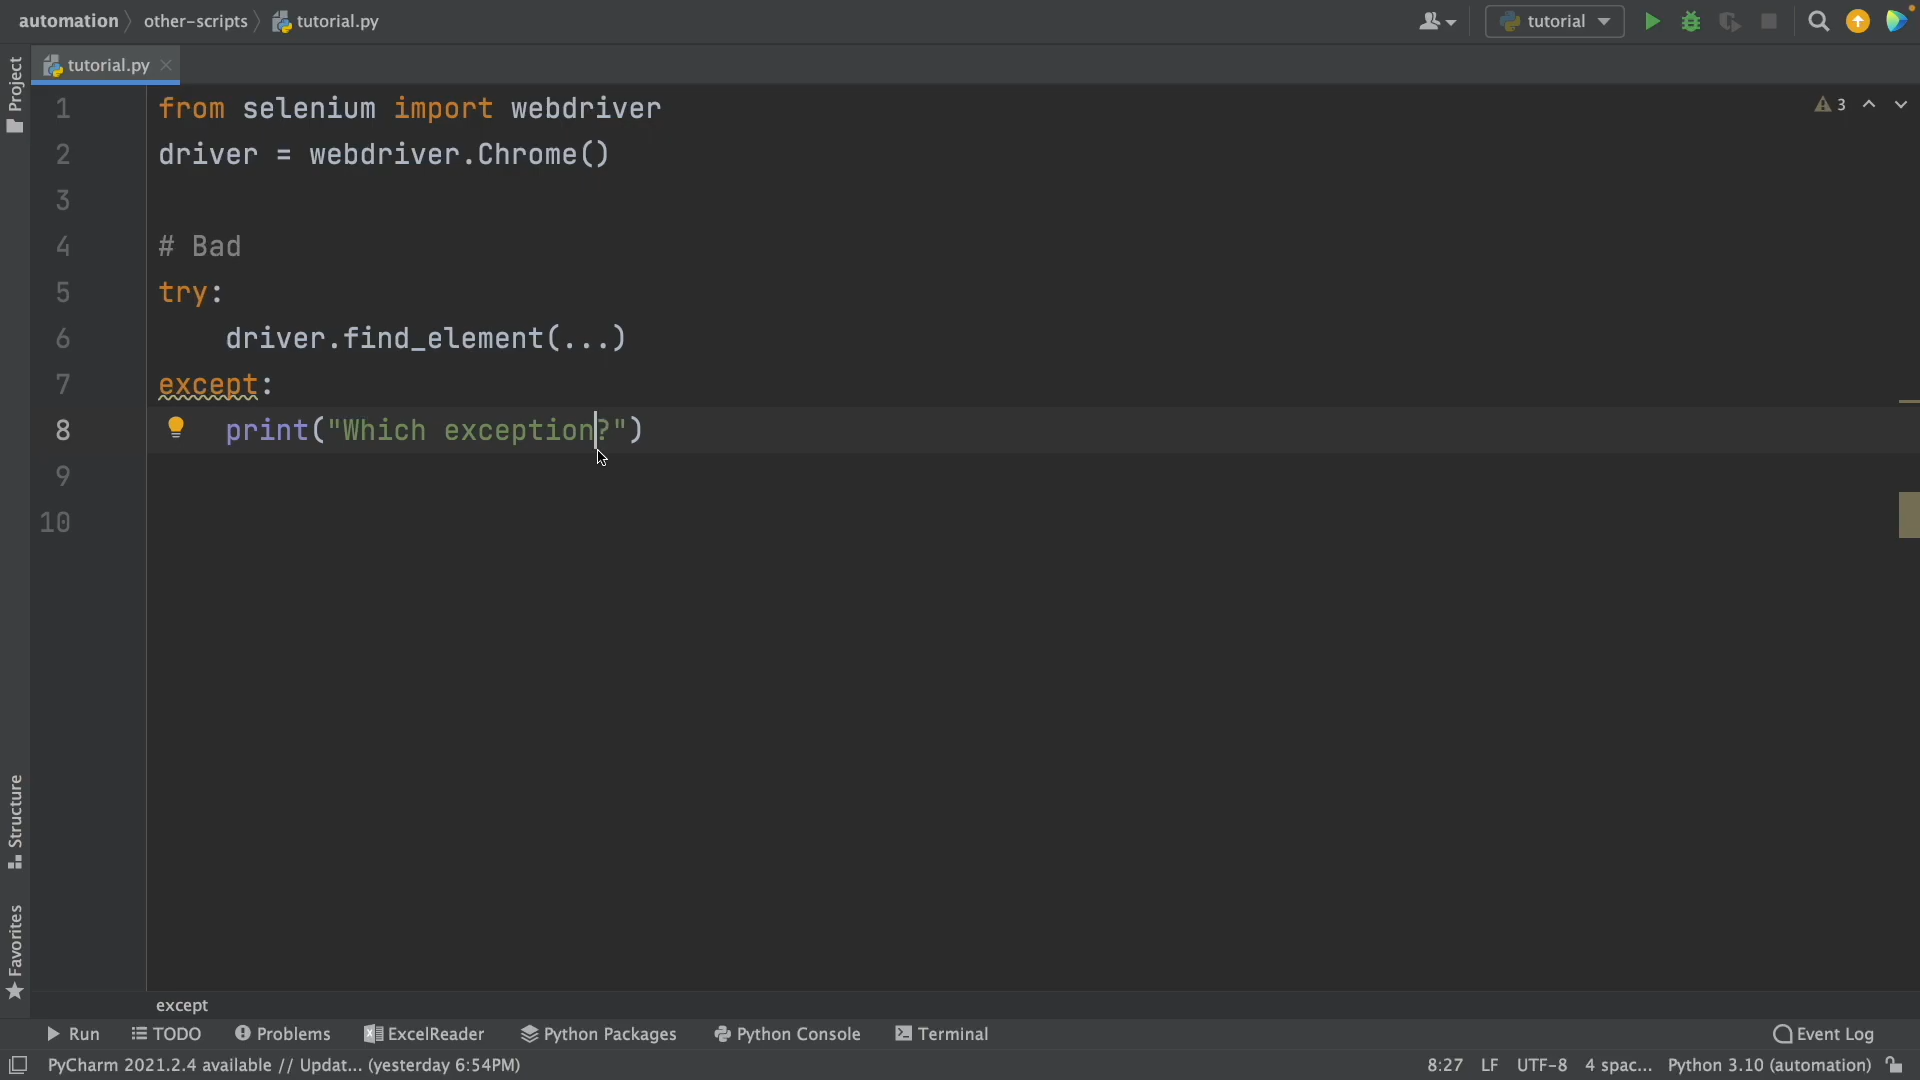 automation other-scripts tutorial.py
tutorial
tutorial.py
Project
1 from selenium import webdriver
3
2 driver = webdriver.Chrome()
3
4 # Bad
5 try:
6 driver.find_element(...)
7 except:
8 print("Which exception?")
9
10
Structure
Favorites
except
Run TODO Problems ExcelReader Python Packages Python Console Terminal Event Log
PyCharm 2021.2.4 available // Updat... (yesterday 6:54PM) 8:27 LF UTF-8 4 spac... Python 3.10 (automation)